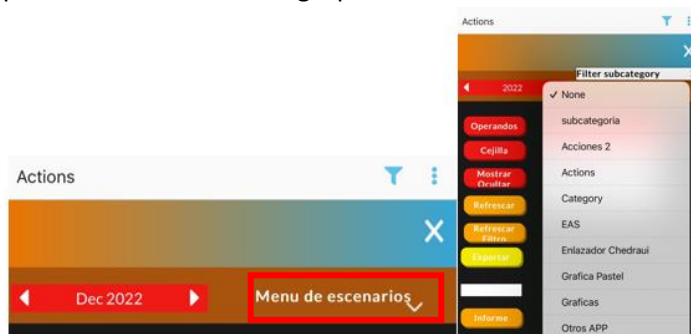 Actions
Filter subcategory
2022
✓ None
Operandos
subcategoria
Cejilla
Acciones 2
Mostrar
Ocultar
Actions
Refrescar
Category
Refrescar
Filtro
EAS
Exportar
Enlazador Chedraui
Grafica Pastel
Graficas
Informe
Otros APP
Actions
Dec 2022
Menu de escenarios